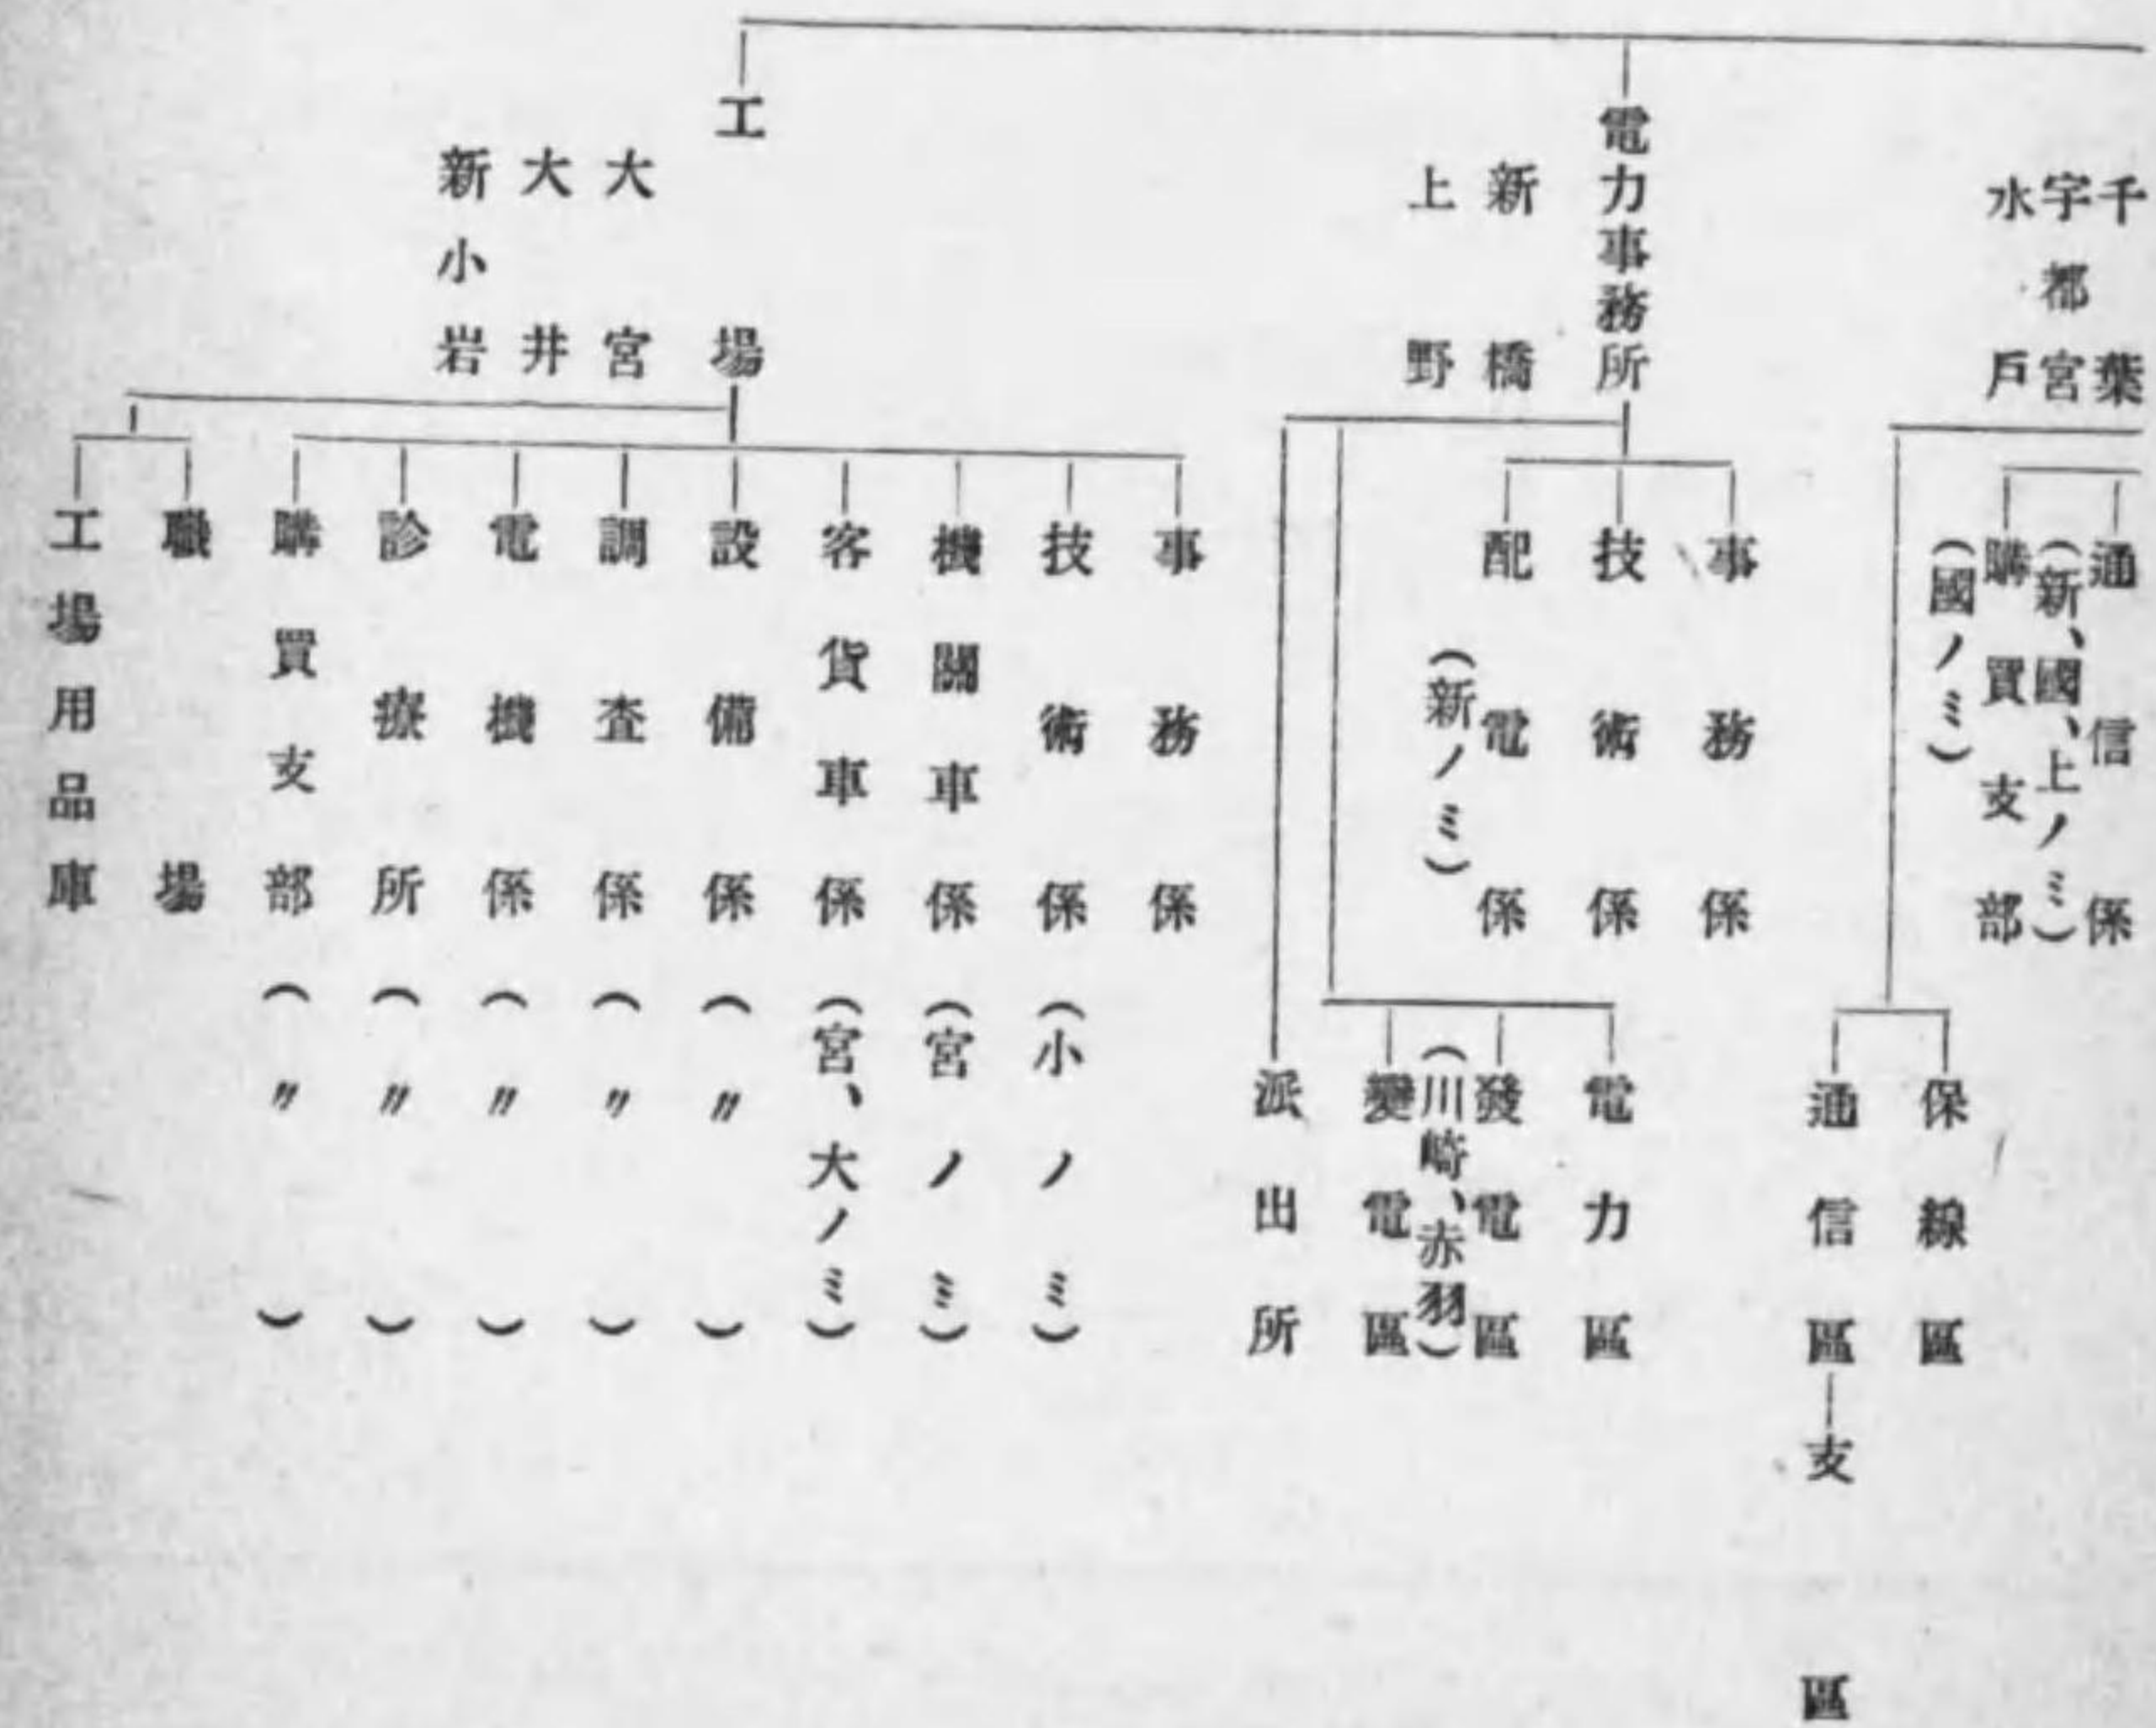 千葉
宇都宮
水戶
通信係
(新、國、上ノミ)
購買支部
(國ノミ)
保線區
通信區
支區
電力事務所
新橋
上野
事務係
技術係
配電係
(新ノミ)
電力區
發電區
(川崎、赤羽)
變電區
派出所
工場
大宮
大井
新小岩
事務係
技術係(小ノミ)
機關車係(宮ノミ)
客貨車係(宮、大ノミ)
設備係(〃)
調査係(〃)
電機係(〃)
診療所(〃)
購買支部(〃)
職場
工場用品庫